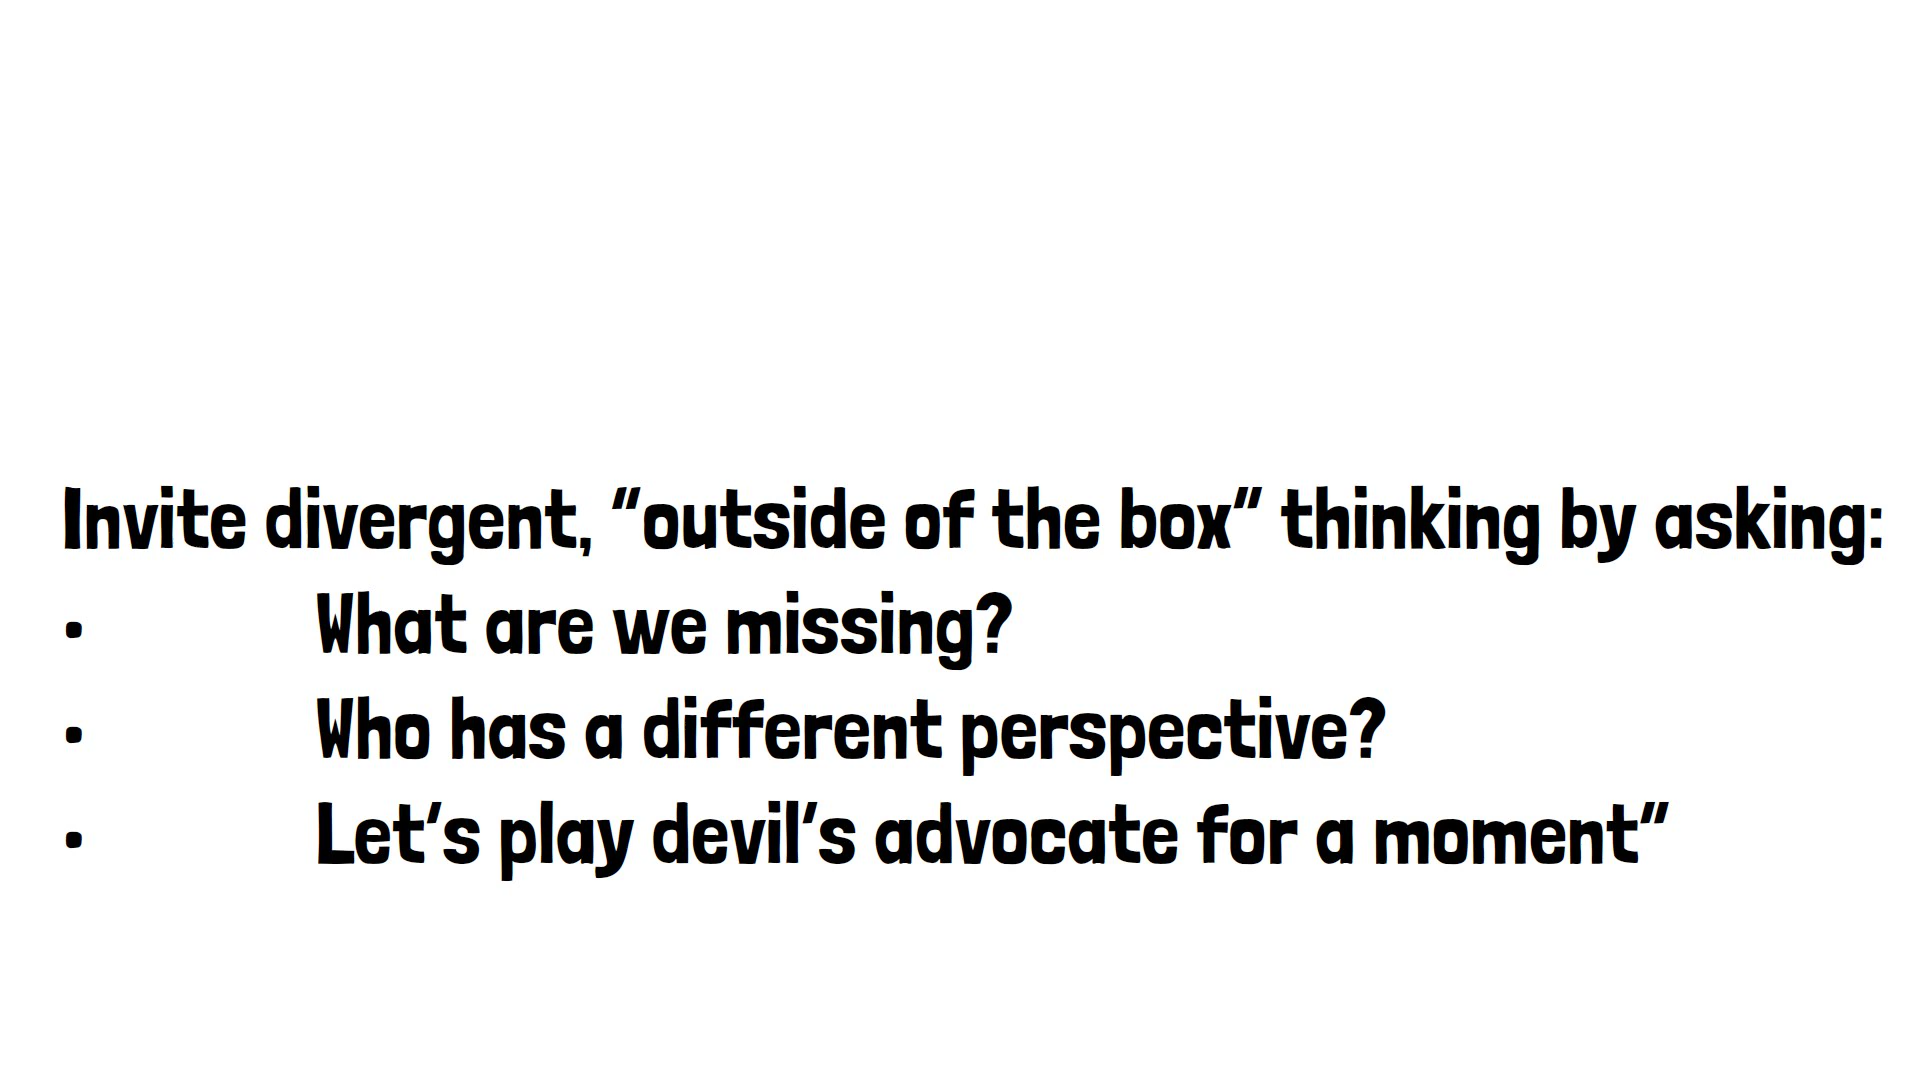 Invite divergent, “outside of the box” thinking by asking:
• What are we missing?
• Who has a different perspective?
• Let’s play devil’s advocate for a moment”